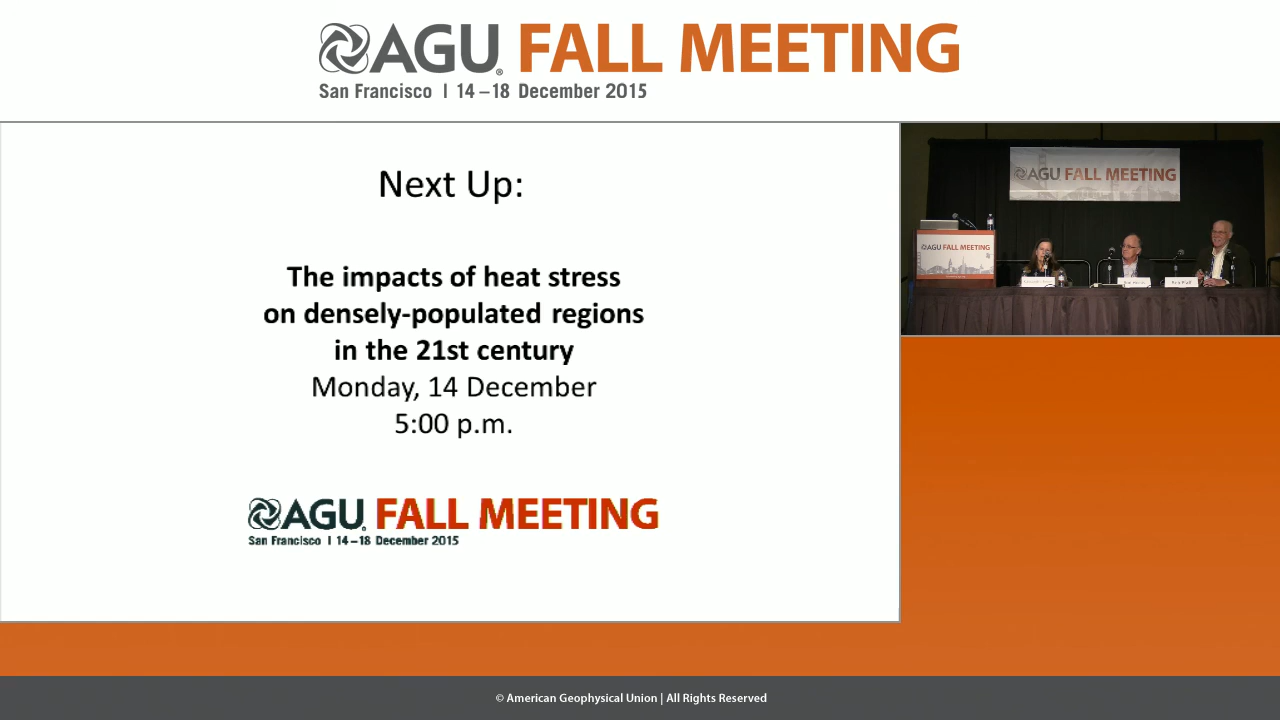 AGU® FALL MEETING
San Francisco | 14–18 December 2015
Next Up:
The impacts of heat stress
on densely-populated regions
in the 21st century
Monday, 14 December
5:00 p.m.
AGU® FALL MEETING
San Francisco | 14–18 December 2015
AGU FALL MEETING
AGU FALL MEETING
© American Geophysical Union | All Rights Reserved